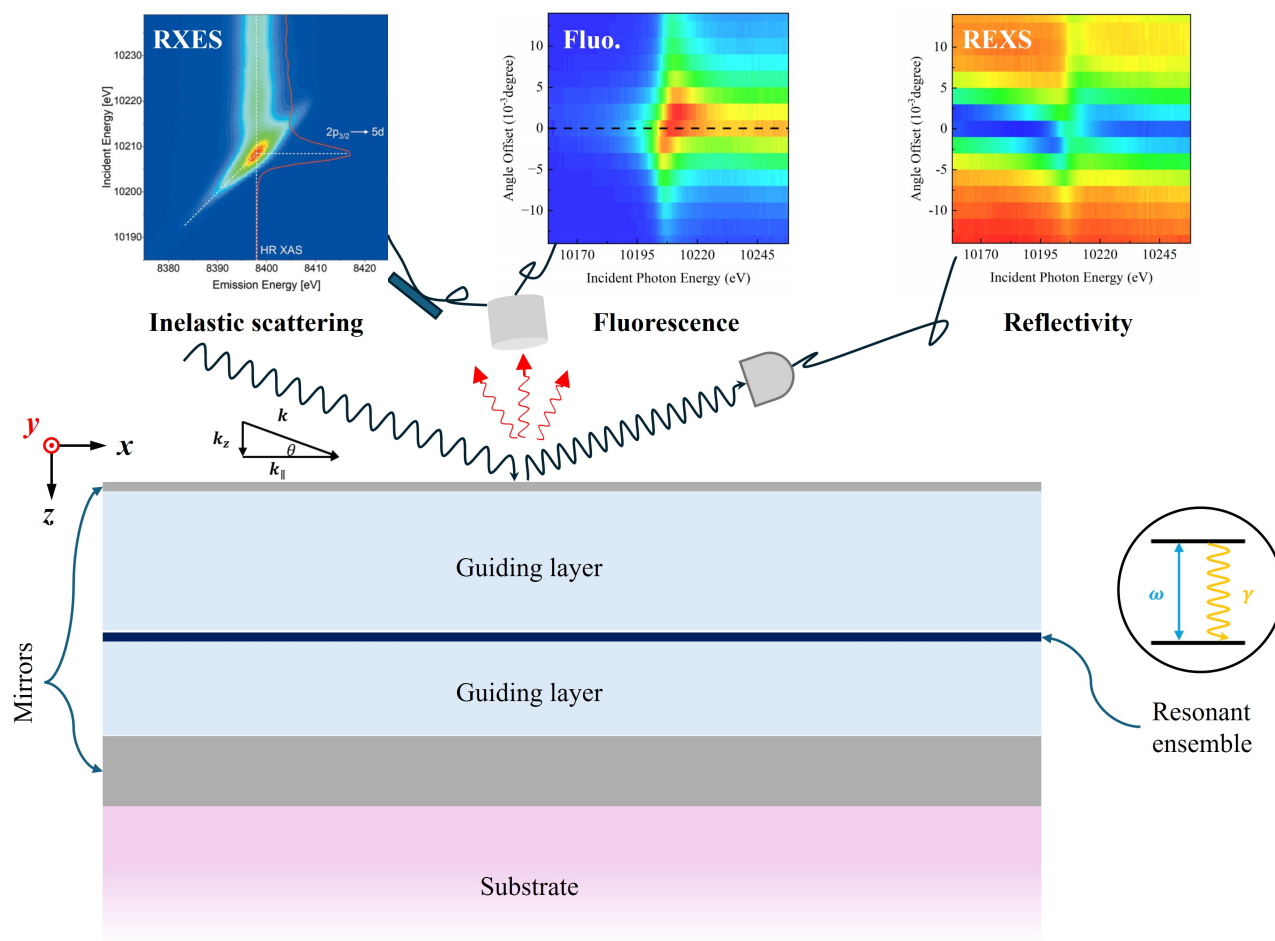 RXES
Incident Energy [eV]
10230
10220
10210
10200
10190
2p3/2 → 5d
HR XAS
8380 8390 8400 8410 8420
Emission Energy [eV]
Fluo.
Angle Offset (10⁻³degree)
10
5
0
−5
−10
10170 10195 10220 10245
Incident Photon Energy (eV)
REXS
Angle Offset (10⁻³degree)
10
5
0
-5
-10
10170 10195 10220 10245
Incident Photon Energy (eV)
Inelastic scattering
Fluorescence
Reflectivity
k
kz
θ
k∥
y
x
z
Guiding layer
ω
γ
Mirrors
Guiding layer
Resonant
ensemble
Substrate